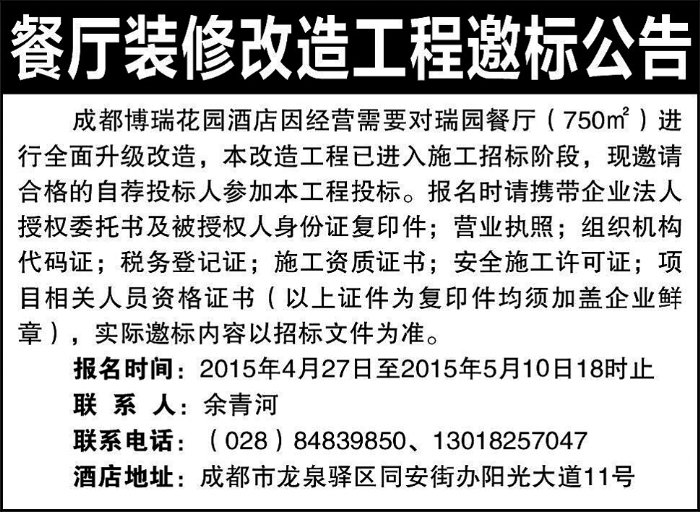 餐厅装修改造工程邀标公告
成都博瑞花园酒店因经营需要对瑞园餐厅（750㎡）进
行全面升级改造，本改造工程已进入施工招标阶段，现邀请
合格的自荐投标人参加本工程投标。报名时请携带企业法人
授权委托书及被授权人身份证复印件；营业执照；组织机构
代码证；税务登记证；施工资质证书；安全施工许可证；项
目相关人员资格证书（以上证件为复印件均须加盖企业鲜
章），实际邀标内容以招标文件为准。
报名时间：2015年4月27日至2015年5月10日18时止
联 系 人：余青河
联系电话：（028）84839850、13018257047
酒店地址：成都市龙泉驿区同安街办阳光大道11号